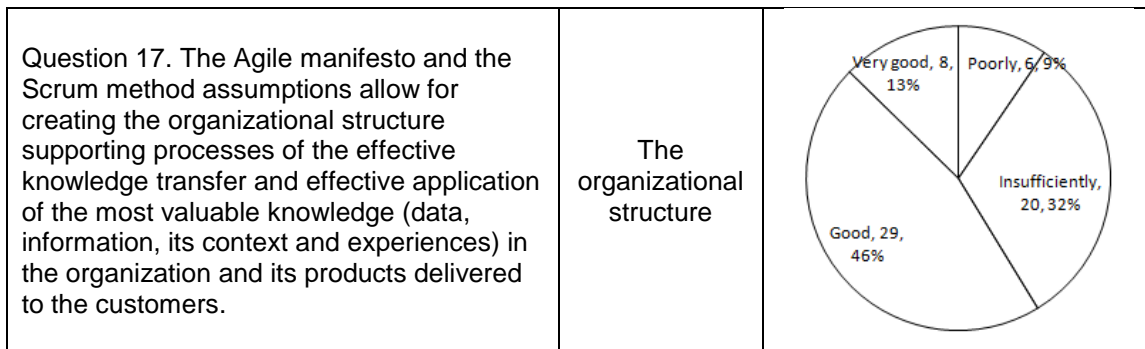 Question 17. The Agile manifesto and the
Scrum method assumptions allow for
creating the organizational structure
supporting processes of the effective
knowledge transfer and effective application
of the most valuable knowledge (data,
information, its context and experiences) in
the organization and its products delivered
to the customers.
The
organizational
structure
Very good, 8,
13%
Poorly, 6, 9%
Insufficiently,
20, 32%
Good, 29,
46%